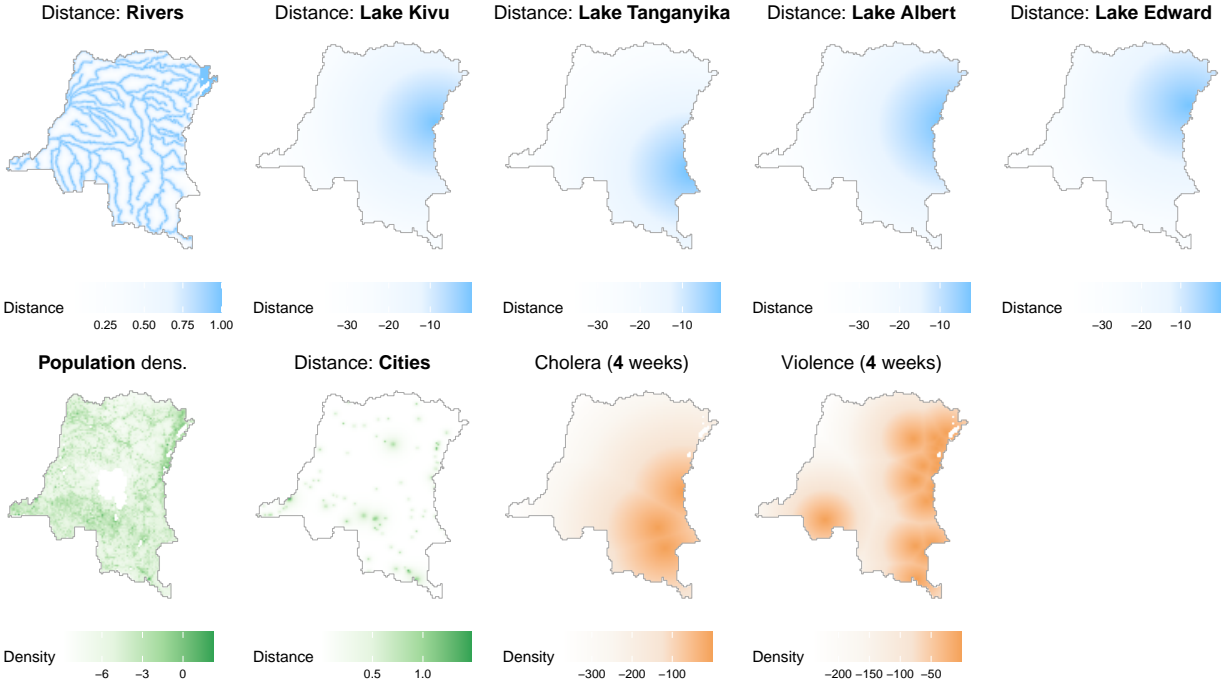 Distance: Rivers
Distance: Lake Kivu
Distance: Lake Tanganyika
Distance: Lake Albert
Distance: Lake Edward
Distance
0.25 0.50 0.75 1.00
Distance
−30 −20 −10
Distance
−30 −20 −10
Distance
−30 −20 −10
Distance
−30 −20 −10
Population dens.
Distance: Cities
Cholera (4 weeks)
Violence (4 weeks)
Density
−6 −3 0
Distance
0.5 1.0
Density
−300 −200 −100
Density
−200 −150 −100 −50